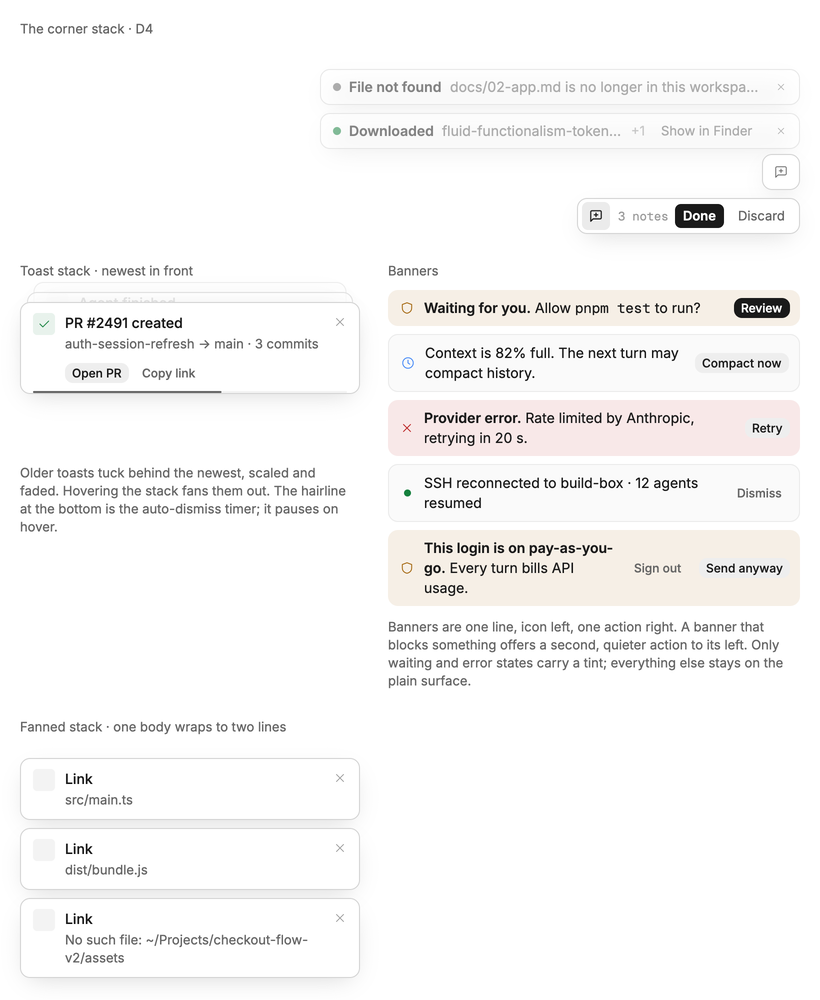 The corner stack · D4
File not found docs/02-app.md is no longer in this workspa...
Downloaded fluid-functionalism-token... +1 Show in Finder
3 notes Done Discard
Toast stack · newest in front
Agent finished
PR #2491 created
auth-session-refresh → main · 3 commits
Open PR Copy link
Older toasts tuck behind the newest, scaled and
faded. Hovering the stack fans them out. The hairline
at the bottom is the auto-dismiss timer; it pauses on
hover.
Banners
Waiting for you. Allow pnpm test to run? Review
Context is 82% full. The next turn may
compact history.
Compact now
Provider error. Rate limited by Anthropic,
retrying in 20 s.
Retry
SSH reconnected to build-box · 12 agents
resumed
Dismiss
This login is on pay-as-you-
go. Every turn bills API
usage.
Sign out Send anyway
Banners are one line, icon left, one action right. A banner that
blocks something offers a second, quieter action to its left. Only
waiting and error states carry a tint; everything else stays on the
plain surface.
Fanned stack · one body wraps to two lines
Link
src/main.ts
Link
dist/bundle.js
Link
No such file: ~/Projects/checkout-flow-
v2/assets